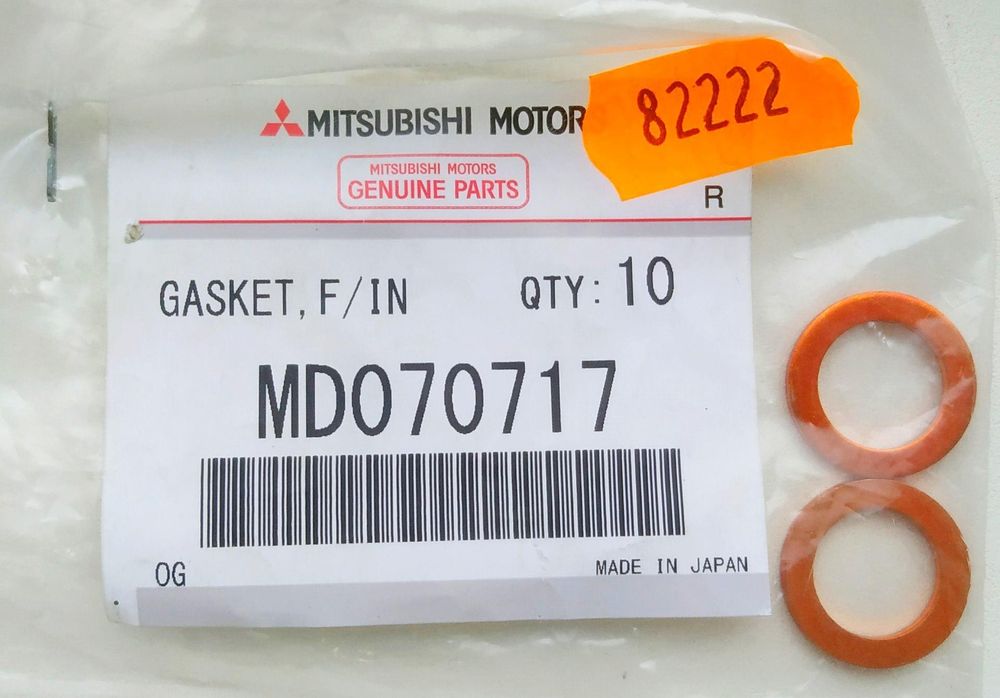 MITSUBISHI MOTOR
82222
MITSUBISHI MOTORS
GENUINE PARTS
R
GASKET, F/IN QTY: 10
MD070717
OG
MADE IN JAPAN